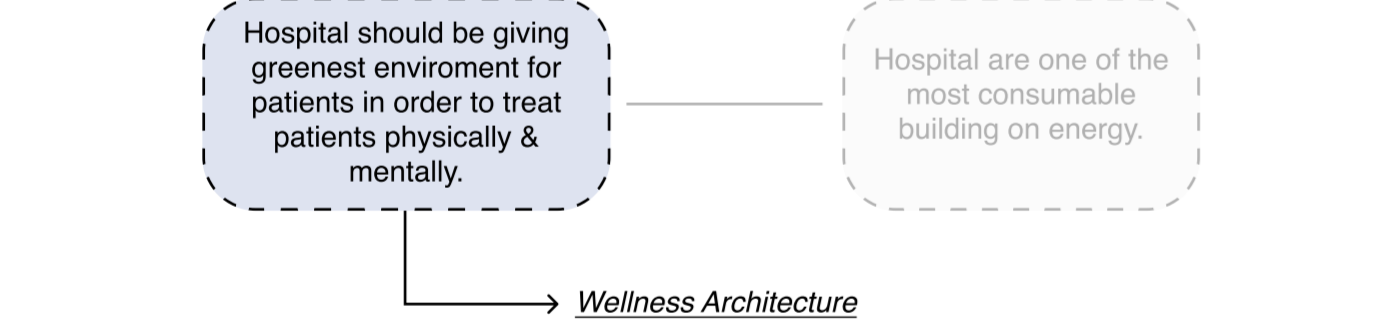 Hospital should be giving
greenest enviroment for
patients in order to treat
patients physically &
mentally.
Hospital are one of the
most consumable
building on energy.
Wellness Architecture